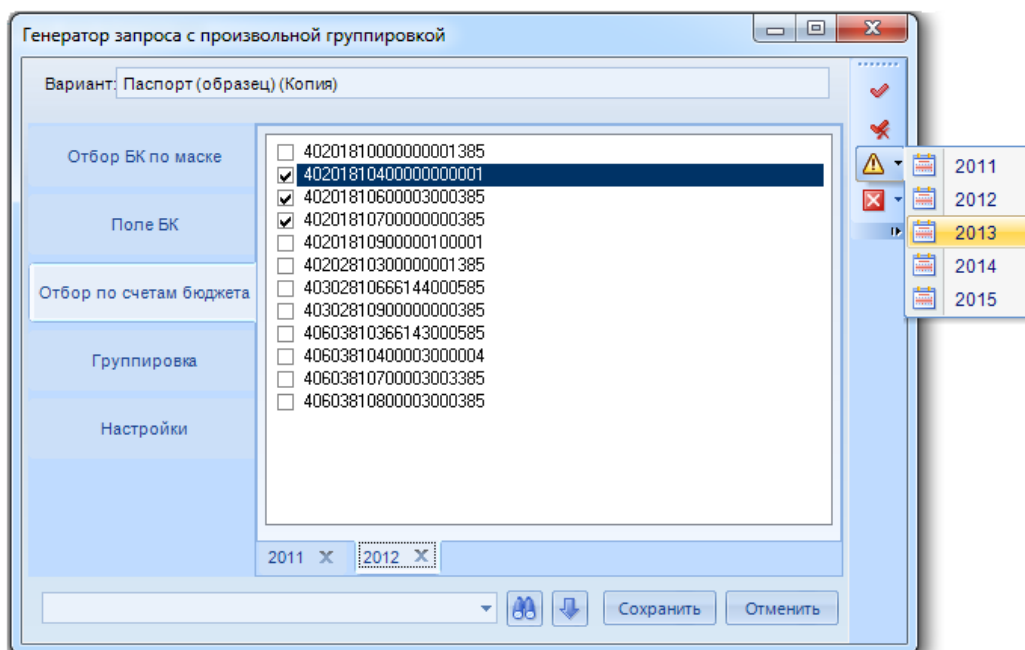 Генератор запроса с произвольной группировкой
Вариант: Паспорт (образец) (Копия)
Отбор БК по маске
Поле БК
Отбор по счетам бюджета
Группировка
Настройки
40201810000000001385
40201810400000000001
40201810600003000385
40201810700000000385
40201810900000100001
40202810300000001385
40302810666144000585
40302810900000000385
40603810366143000585
40603810400003000004
40603810700003003385
40603810800003000385
2011
2012
2013
2014
2015
2011
2012
Сохранить
Отменить